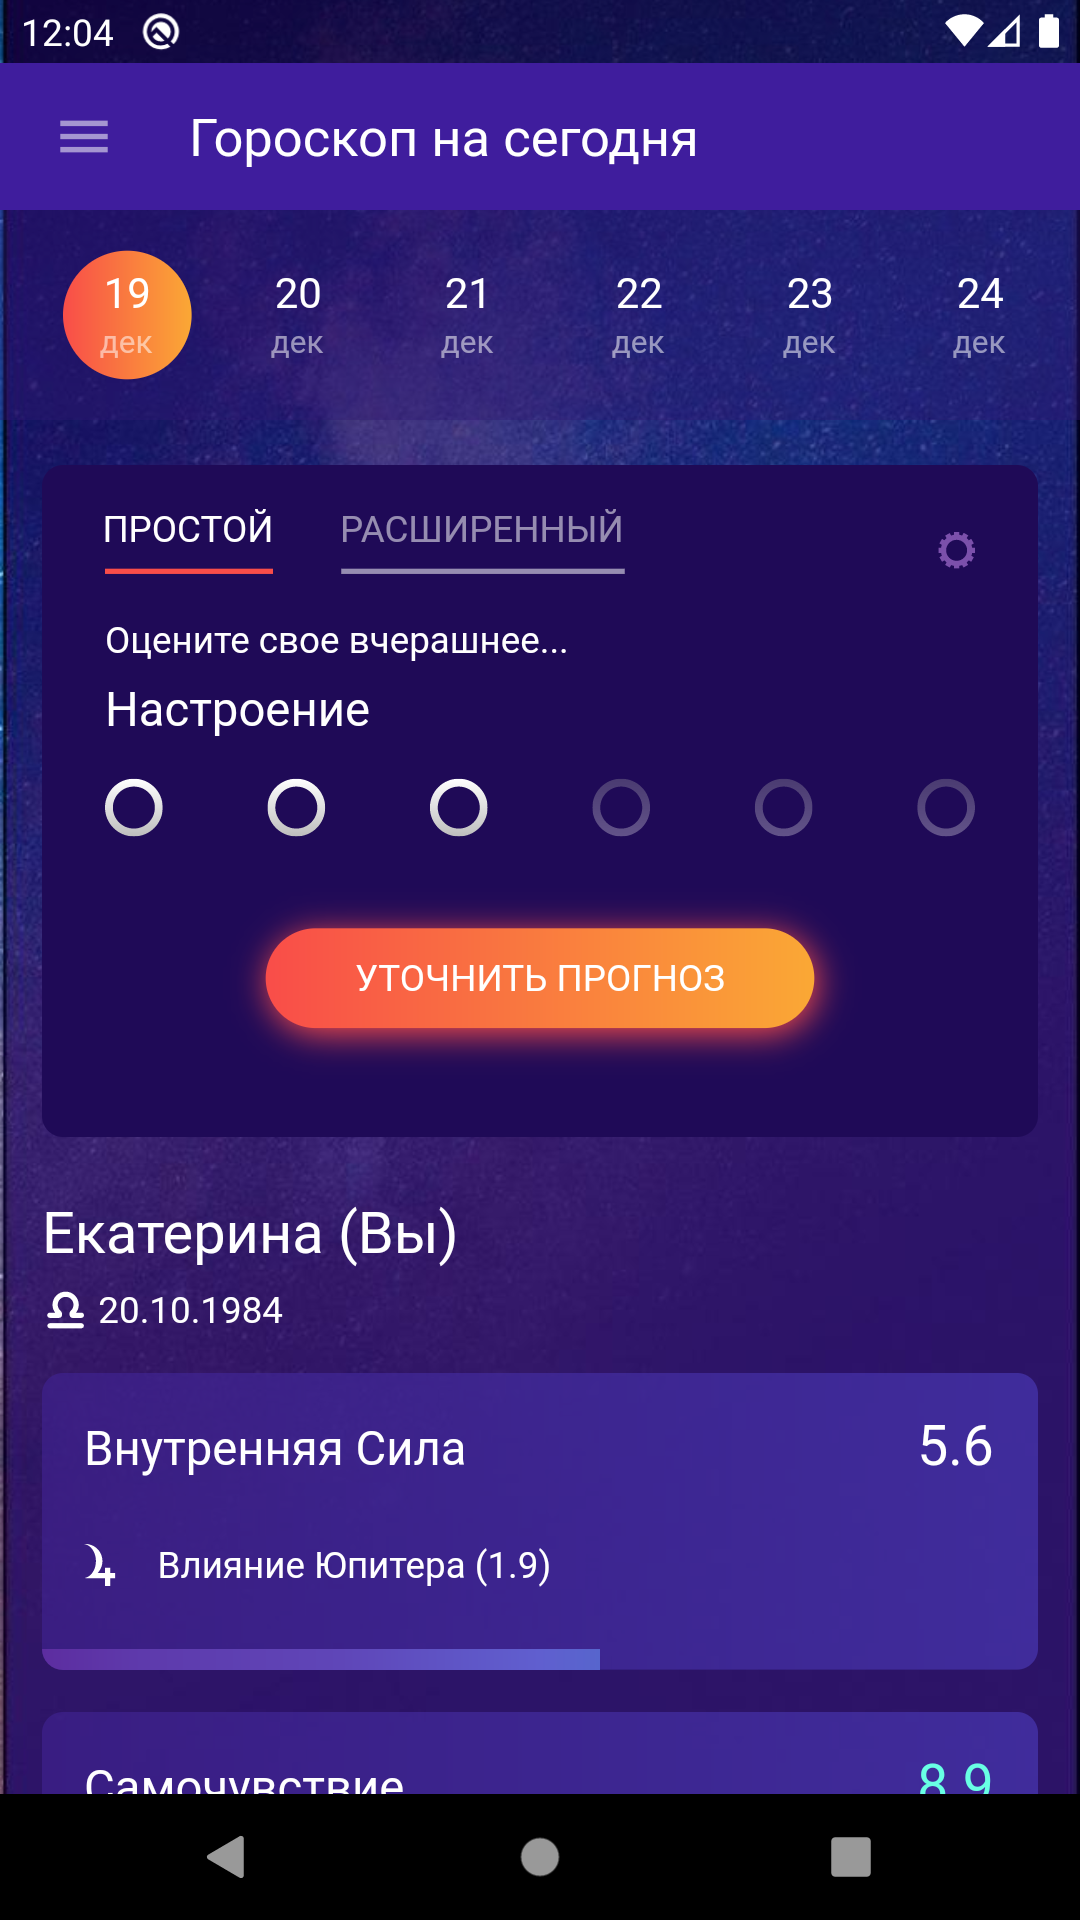 12:04
Гороскоп на сегодня
19 20 21 22 23 24
дек дек дек дек дек дек
ПРОСТОЙ РАСШИРЕННЫЙ
Оцените свое вчерашнее...
Настроение
УТОЧНИТЬ ПРОГНОЗ
Екатерина (Вы)
20.10.1984
Внутренняя Сила 5.6
Влияние Юпитера (1.9)
Самочувствие 8.9